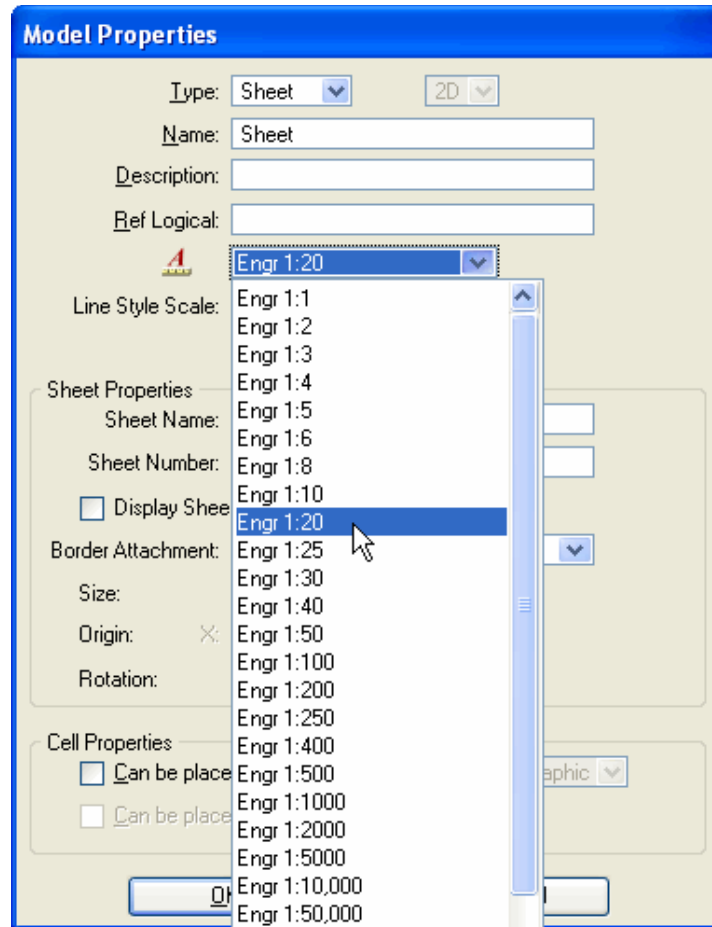 Model Properties
Type: Sheet 2D
Name: Sheet
Description:
Ref Logical:
A Engr 1:20
Line Style Scale: Engr 1:1
Engr 1:2
Engr 1:3
Engr 1:4
Sheet Properties
Sheet Name: Engr 1:5
Engr 1:6
Sheet Number: Engr 1:8
Engr 1:10
Display Shee Engr 1:20
Border Attachment: Engr 1:25
Engr 1:30
Size: Engr 1:40
Origin: X: Engr 1:50
Engr 1:100
Rotation: Engr 1:200
Engr 1:250
Cell Properties Engr 1:400
Can be place Engr 1:500 aphic
Engr 1:1000
Can be place Engr 1:2000
Engr 1:5000
Engr 1:10,000
Engr 1:50,000